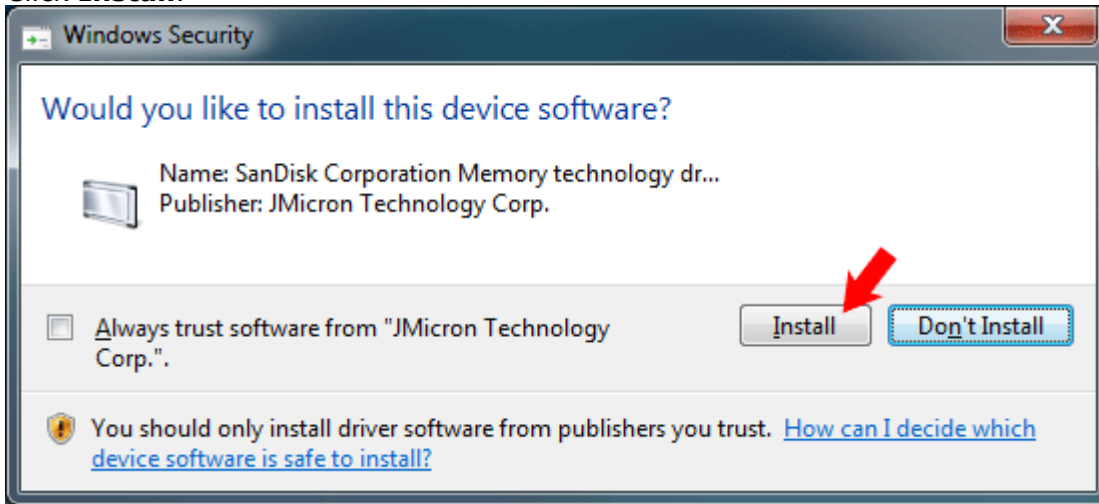 Click Install
Windows Security
Would you like to install this device software?
Name: SanDisk Corporation Memory technology dr...
Publisher: JMicron Technology Corp.
Always trust software from "JMicron Technology
Corp.".
Install
Don't Install
You should only install driver software from publishers you trust. How can I decide which
device software is safe to install?